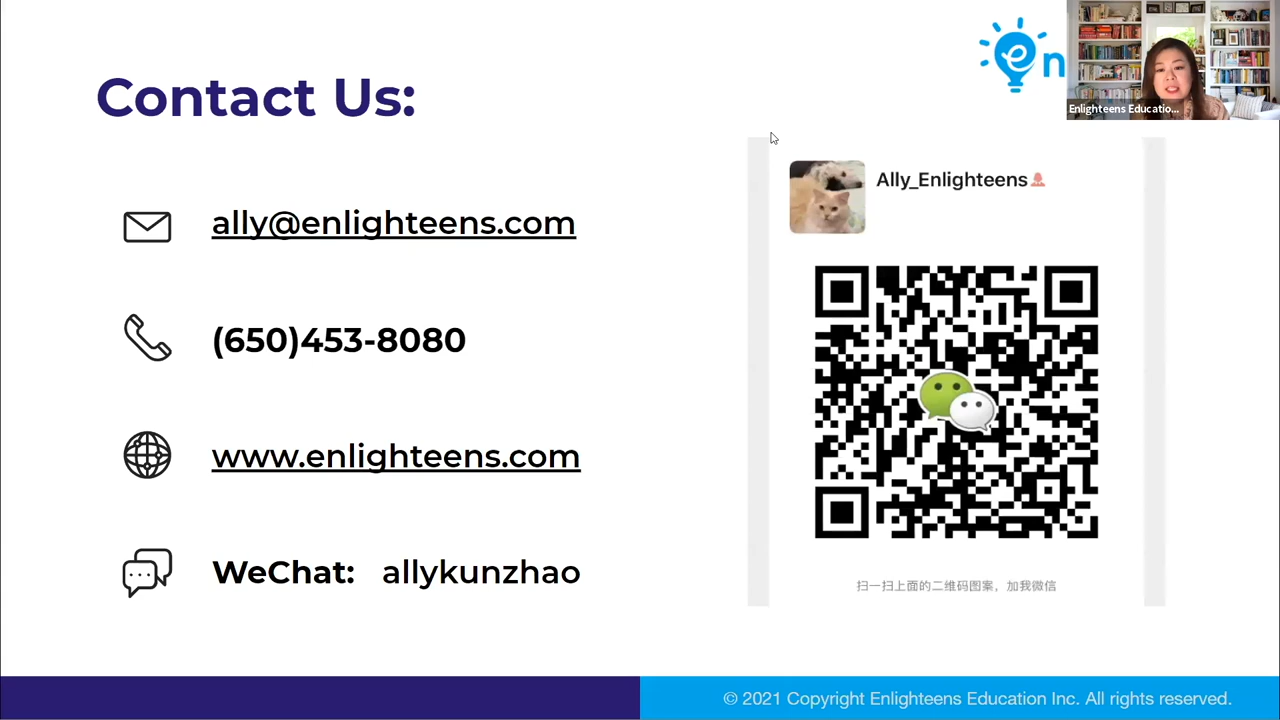 Contact Us:
en
Enlighteens Educatio...
ally@enlighteens.com
(650)453-8080
www.enlighteens.com
WeChat: allykunzhao
Ally_Enlighteens
扫一扫上面的二维码图案，加我微信
© 2021 Copyright Enlighteens Education Inc. All rights reserved.